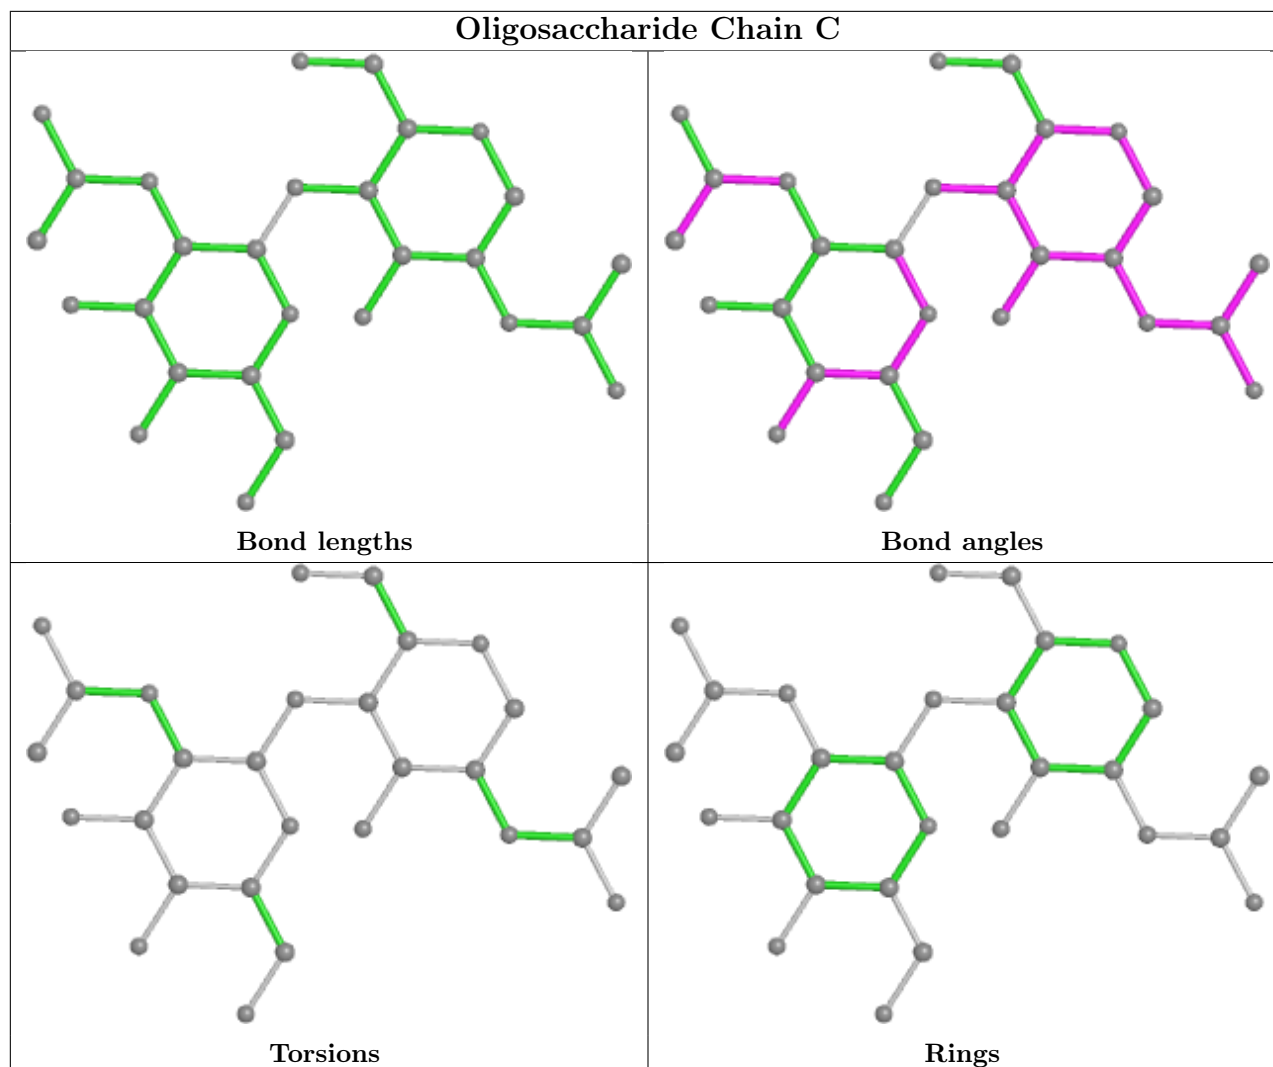 Oligosaccharide Chain C
Bond lengths
Bond angles
Torsions
Rings